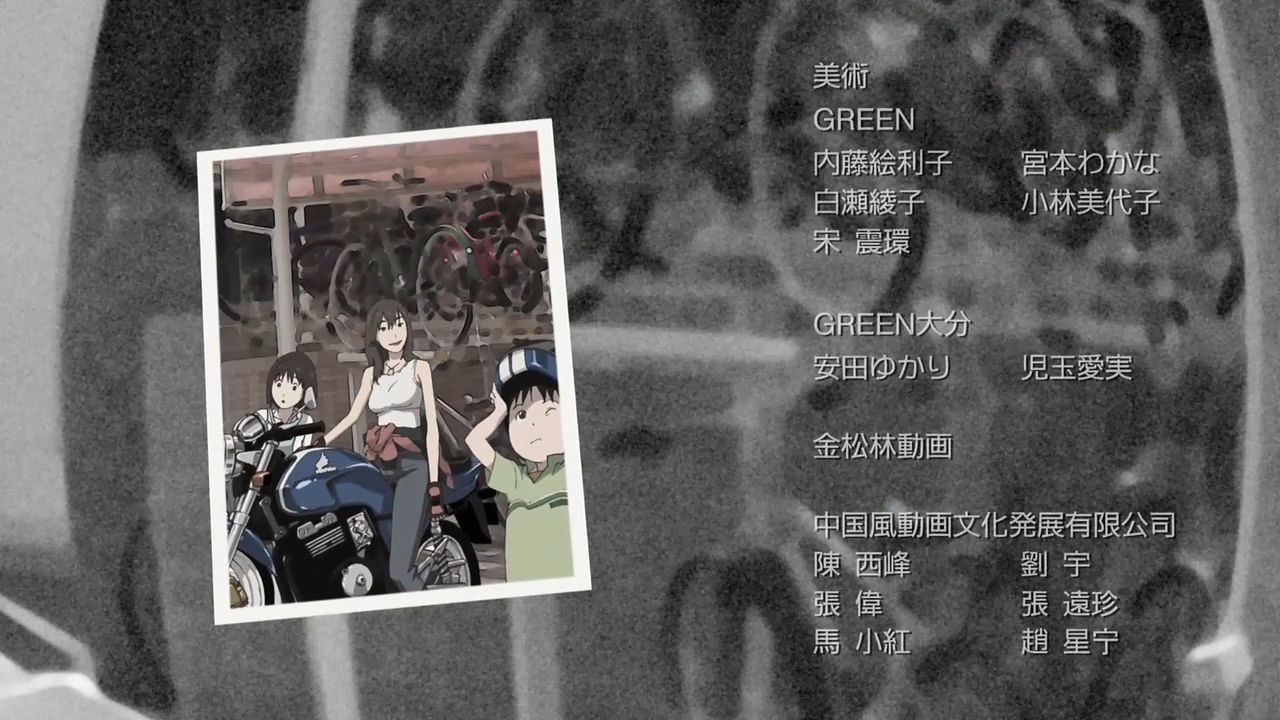 美術
GREEN
内藤絵利子 宮本わかな
白瀬綾子 小林美代子
宋 震環
GREEN大分
安田ゆかり 児玉愛実
金松林動画
中国風動画文化発展有限公司
陳 西峰 劉 宇
張 偉 張 遠珍
馬 小紅 趙 星宁